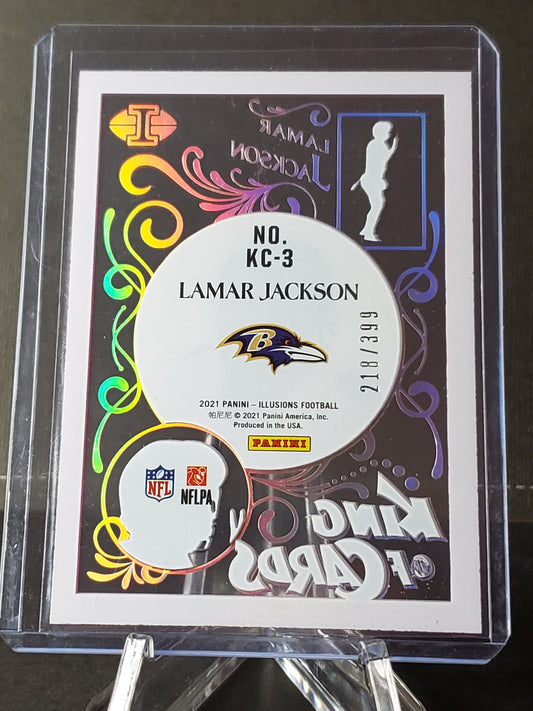 I
LAMAR
JACKSON
NO.
KC-3
LAMAR JACKSON
B
218/399
2021 PANINI – ILLUSIONS FOOTBALL
帕尼尼 © 2021 Panini America, Inc.
Produced in the USA.
PANINI
NFL
NFLPA
KING
OF CARDS